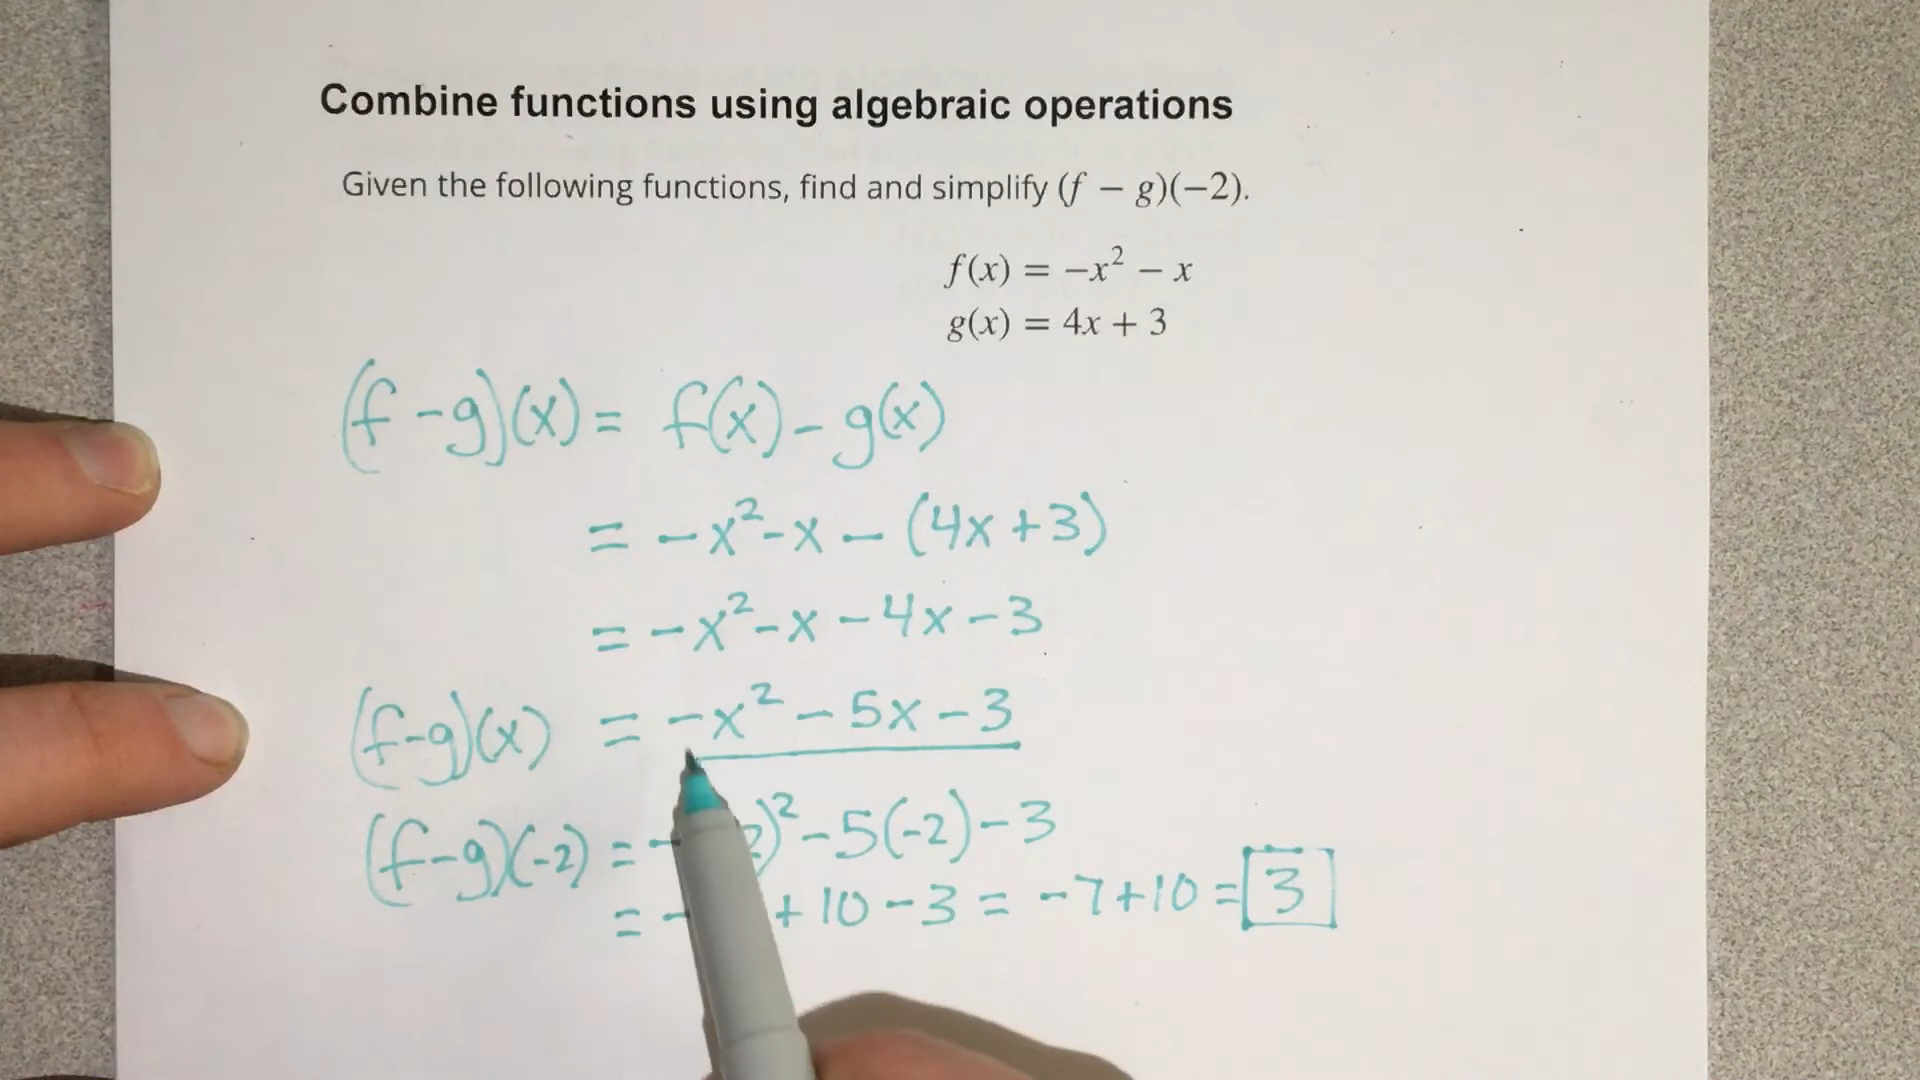 Combine functions using algebraic operations
Given the following functions, find and simplify (f − g)(−2).
f(x) = −x² − x
g(x) = 4x + 3
(f-g)(x) = f(x) - g(x)
= -x² - x - (4x + 3)
= -x² - x - 4x - 3
(f-g)(x) = -x² - 5x - 3
(f-g)(-2) = - )² - 5(-2) - 3
= - + 10 - 3 = -7 + 10 = 3